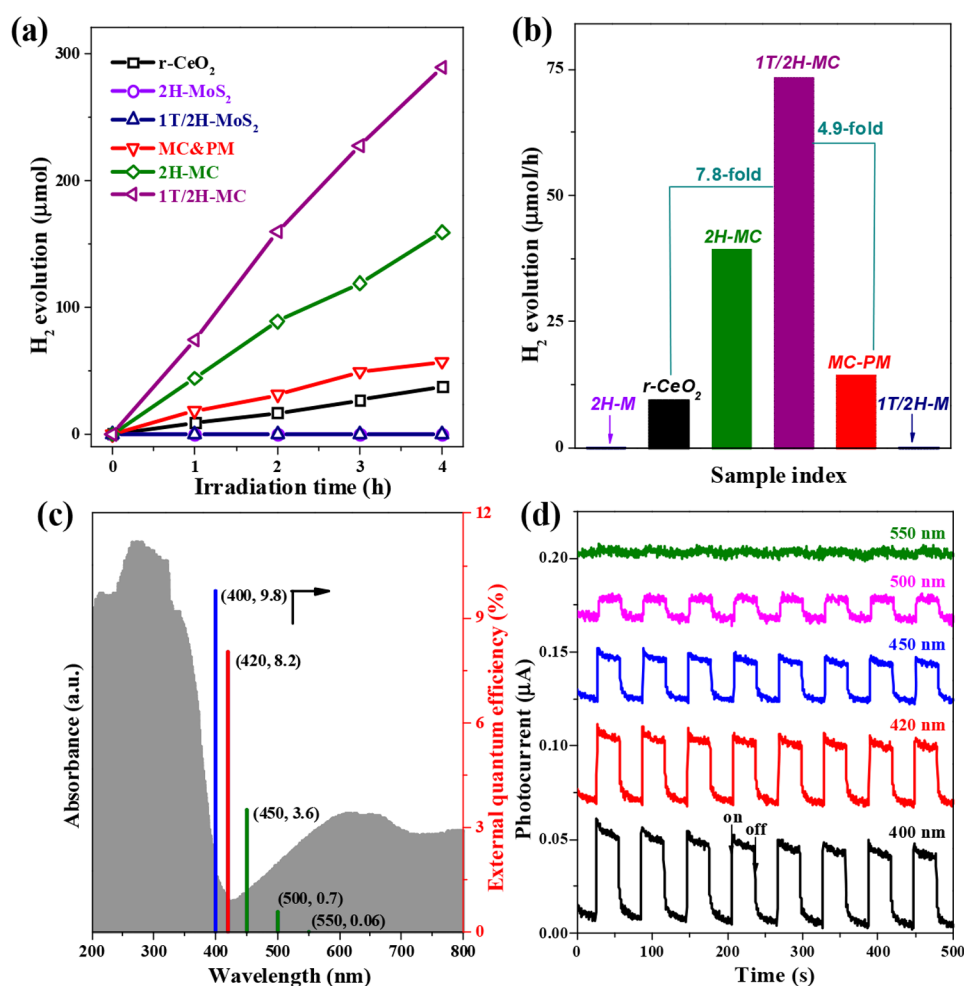 (a)
H₂ evolution (μmol)
300
200
100
0
r-CeO₂
2H-MoS₂
1T/2H-MoS₂
MC&PM
2H-MC
1T/2H-MC
0 1 2 3 4
Irradiation time (h)
(b)
H₂ evolution (μmol/h)
75
50
25
0
1T/2H-MC
4.9-fold
7.8-fold
2H-MC
MC-PM
r-CeO₂
2H-M
1T/2H-M
Sample index
(c)
Absorbance (a.u.)
(400, 9.8)
(420, 8.2)
(450, 3.6)
(500, 0.7)
(550, 0.06)
12
9
6
3
0
External quantum efficiency (%)
200 300 400 500 600 700 800
Wavelength (nm)
(d)
Photocurrent (μA)
0.20
0.15
0.10
0.05
0.00
550 nm
500 nm
450 nm
420 nm
on
off
400 nm
0 100 200 300 400 500
Time (s)